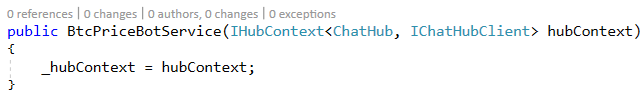 0 references | 0 changes | 0 authors, 0 changes | 0 exceptions
public BtcPriceBotService(IHubContext<ChatHub, IChatHubClient> hubContext)
{
    _hubContext = hubContext;
}